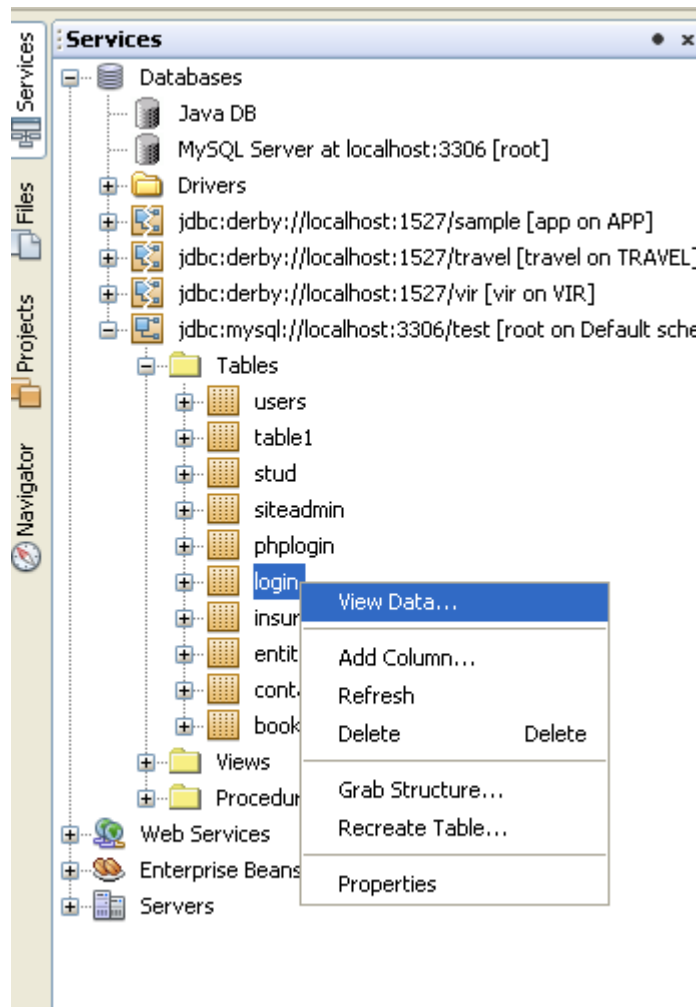 Services
Files
Projects
Navigator
Services
Databases
Java DB
MySQL Server at localhost:3306 [root]
Drivers
jdbc:derby://localhost:1527/sample [app on APP]
jdbc:derby://localhost:1527/travel [travel on TRAVEL]
jdbc:derby://localhost:1527/vir [vir on VIR]
jdbc:mysql://localhost:3306/test [root on Default sche
Tables
users
table1
stud
siteadmin
phplogin
login
insur
entit
conta
book
Views
Procedur
Web Services
Enterprise Beans
Servers
View Data...
Add Column...
Refresh
Delete Delete
Grab Structure...
Recreate Table...
Properties